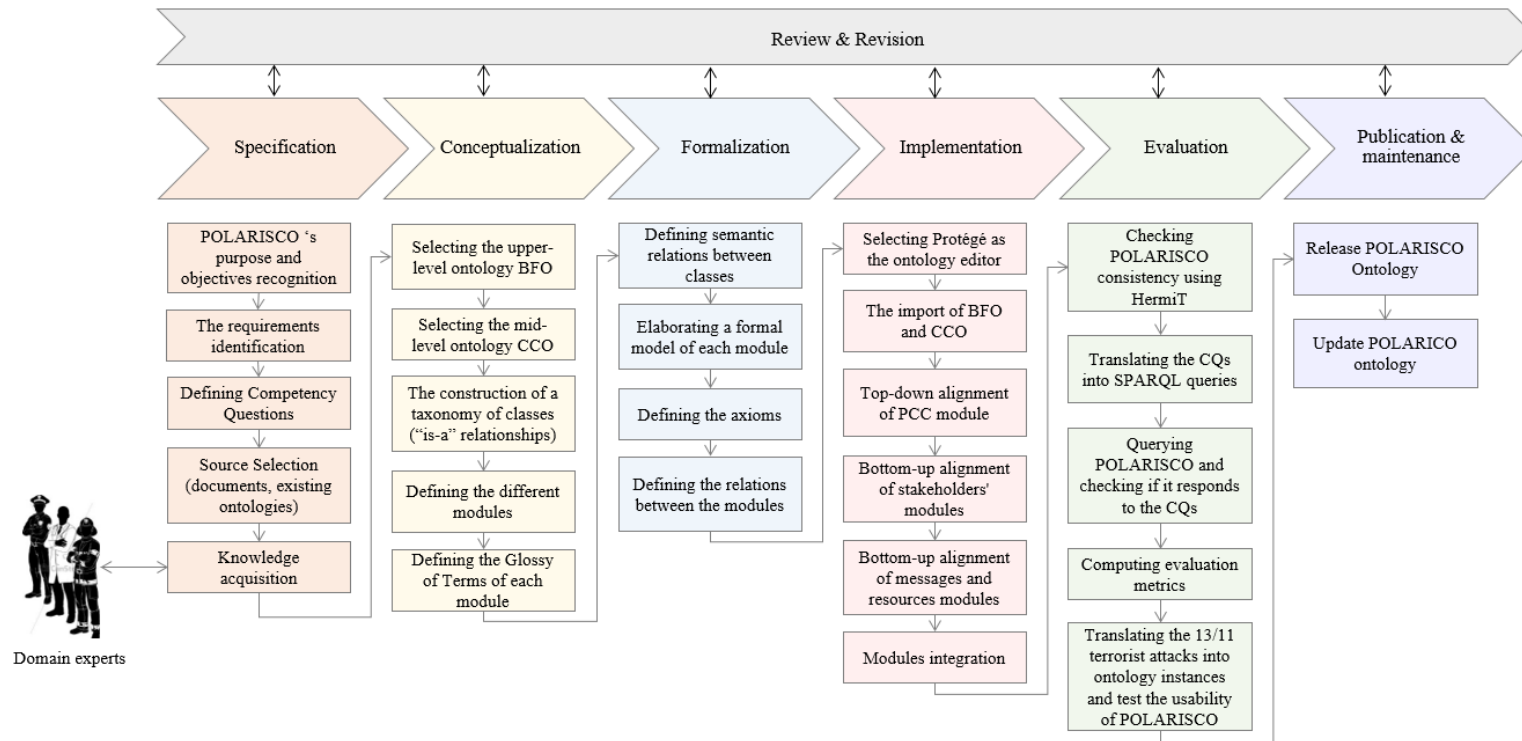 Review & Revision
Specification
Conceptualization
Formalization
Implementation
Evaluation
Publication &
maintenance
POLARISCO ‘s
purpose and
objectives recognition
The requirements
identification
Defining Competency
Questions
Source Selection
(documents, existing
ontologies)
Knowledge
acquisition
Domain experts
Selecting the upper-
level ontology BFO
Selecting the mid-
level ontology CCO
The construction of a
taxonomy of classes
(“is-a” relationships)
Defining the different
modules
Defining the Glossy
of Terms of each
module
Defining semantic
relations between
classes
Elaborating a formal
model of each module
Defining the axioms
Defining the relations
between the modules
Selecting Protégé as
the ontology editor
The import of BFO
and CCO
Top-down alignment
of PCC module
Bottom-up alignment
of stakeholders'
modules
Bottom-up alignment
of messages and
resources modules
Modules integration
Checking
POLARISCO
consistency using
HermiT
Translating the CQs
into SPARQL queries
Querying
POLARISCO and
checking if it responds
to the CQs
Computing evaluation
metrics
Translating the 13/11
terrorist attacks into
ontology instances
and test the usability
of POLARISCO
Release POLARISCO
Ontology
Update POLARICO
ontology